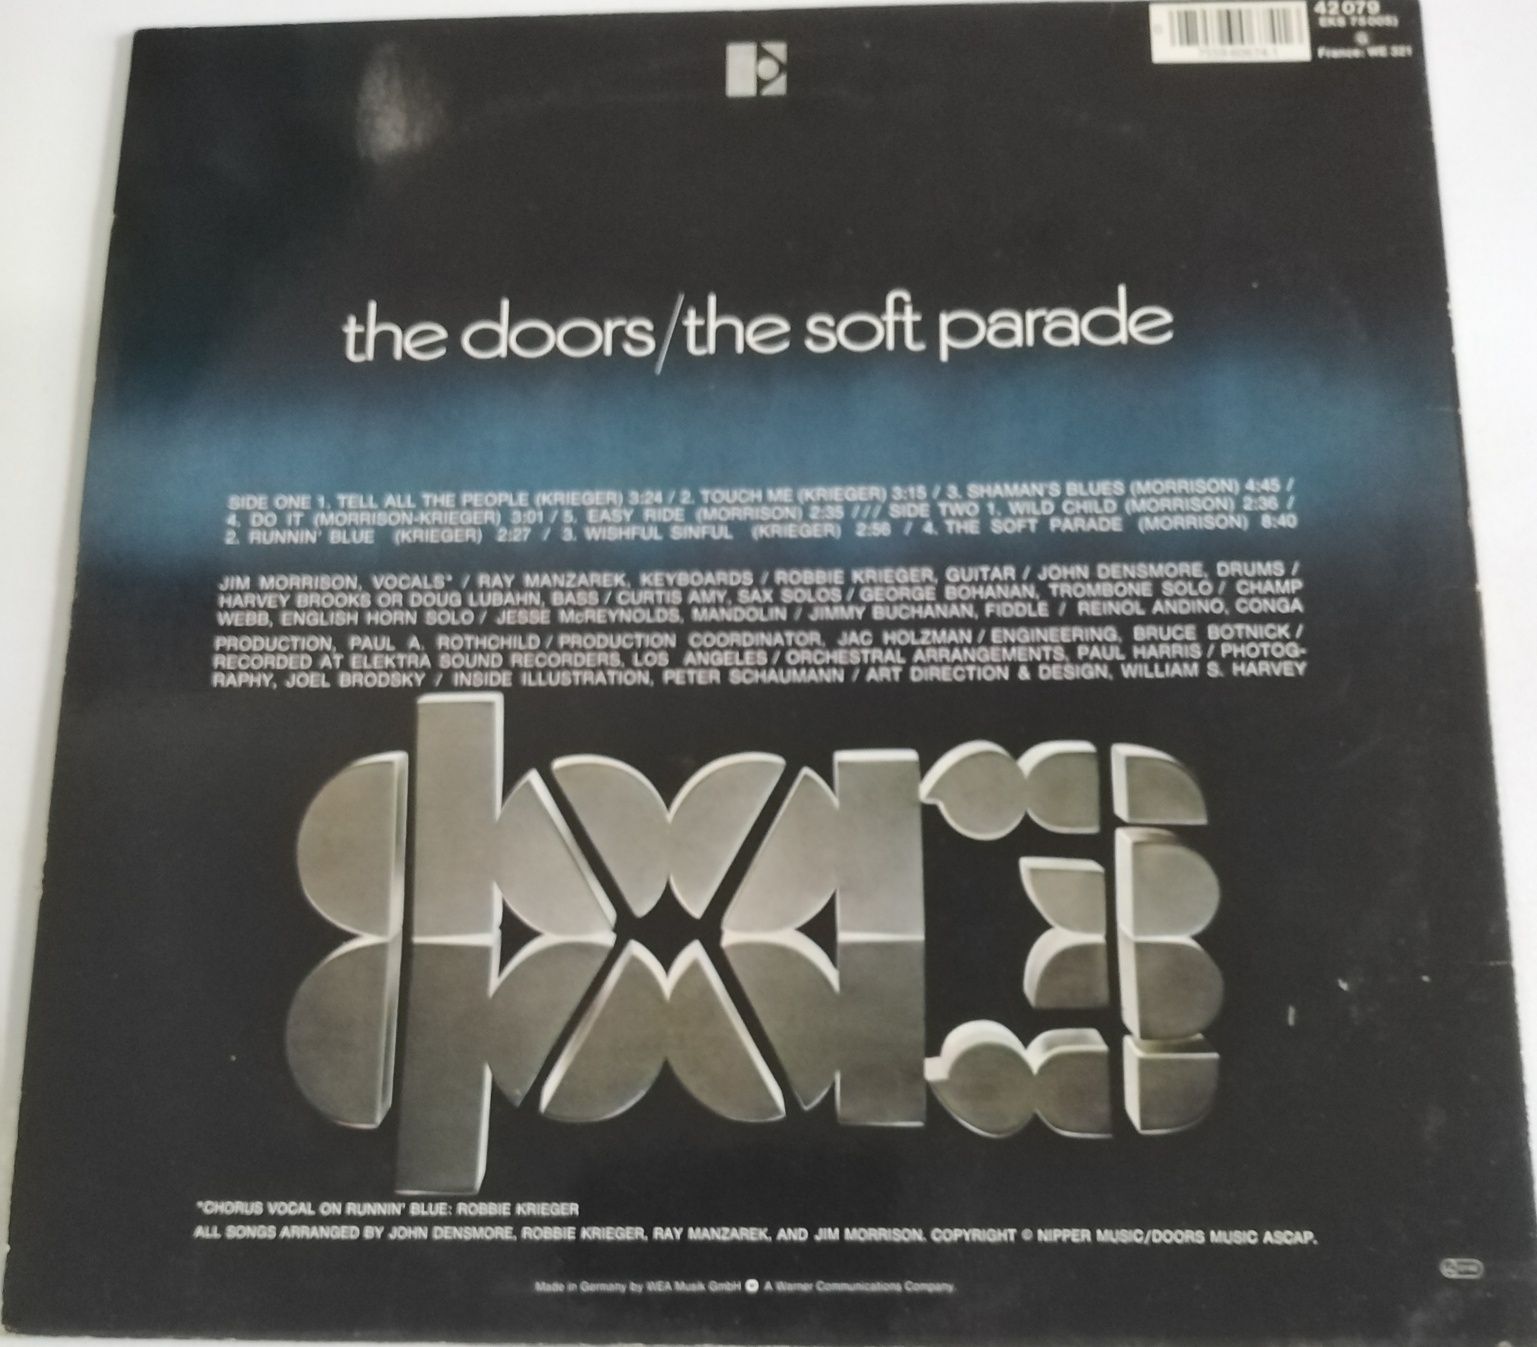 42 079
EKS 75 005)
G
France: WE 321
the doors/the soft parade
SIDE ONE 1. TELL ALL THE PEOPLE (KRIEGER) 3:24 / 2. TOUCH ME (KRIEGER) 3:15 / 3. SHAMAN'S BLUES (MORRISON) 4:45 /
4. DO IT (MORRISON-KRIEGER) 3:01 / 5. EASY RIDE (MORRISON) 2:35 /// SIDE TWO 1. WILD CHILD (MORRISON) 2:36 /
2. RUNNIN' BLUE (KRIEGER) 2:27 / 3. WISHFUL SINFUL (KRIEGER) 2:56 / 4. THE SOFT PARADE (MORRISON) 8:40
JIM MORRISON, VOCALS* / RAY MANZAREK, KEYBOARDS / ROBBIE KRIEGER, GUITAR / JOHN DENSMORE, DRUMS /
HARVEY BROOKS OR DOUG LUBAHN, BASS / CURTIS AMY, SAX SOLOS / GEORGE BOHANAN, TROMBONE SOLO / CHAMP
WEBB, ENGLISH HORN SOLO / JESSE McREYNOLDS, MANDOLIN / JIMMY BUCHANAN, FIDDLE / REINOL ANDINO, CONGA
PRODUCTION, PAUL A. ROTHCHILD / PRODUCTION COORDINATOR, JAC HOLZMAN / ENGINEERING, BRUCE BOTNICK /
RECORDED AT ELEKTRA SOUND RECORDERS, LOS ANGELES / ORCHESTRAL ARRANGEMENTS, PAUL HARRIS / PHOTOG-
RAPHY, JOEL BRODSKY / INSIDE ILLUSTRATION, PETER SCHAUMANN / ART DIRECTION & DESIGN, WILLIAM S. HARVEY
doors
*CHORUS VOCAL ON RUNNIN' BLUE: ROBBIE KRIEGER
ALL SONGS ARRANGED BY JOHN DENSMORE, ROBBIE KRIEGER, RAY MANZAREK, AND JIM MORRISON. COPYRIGHT © NIPPER MUSIC/DOORS MUSIC ASCAP.
Made in Germany by WEA Musik GmbH A Warner Communications Company.